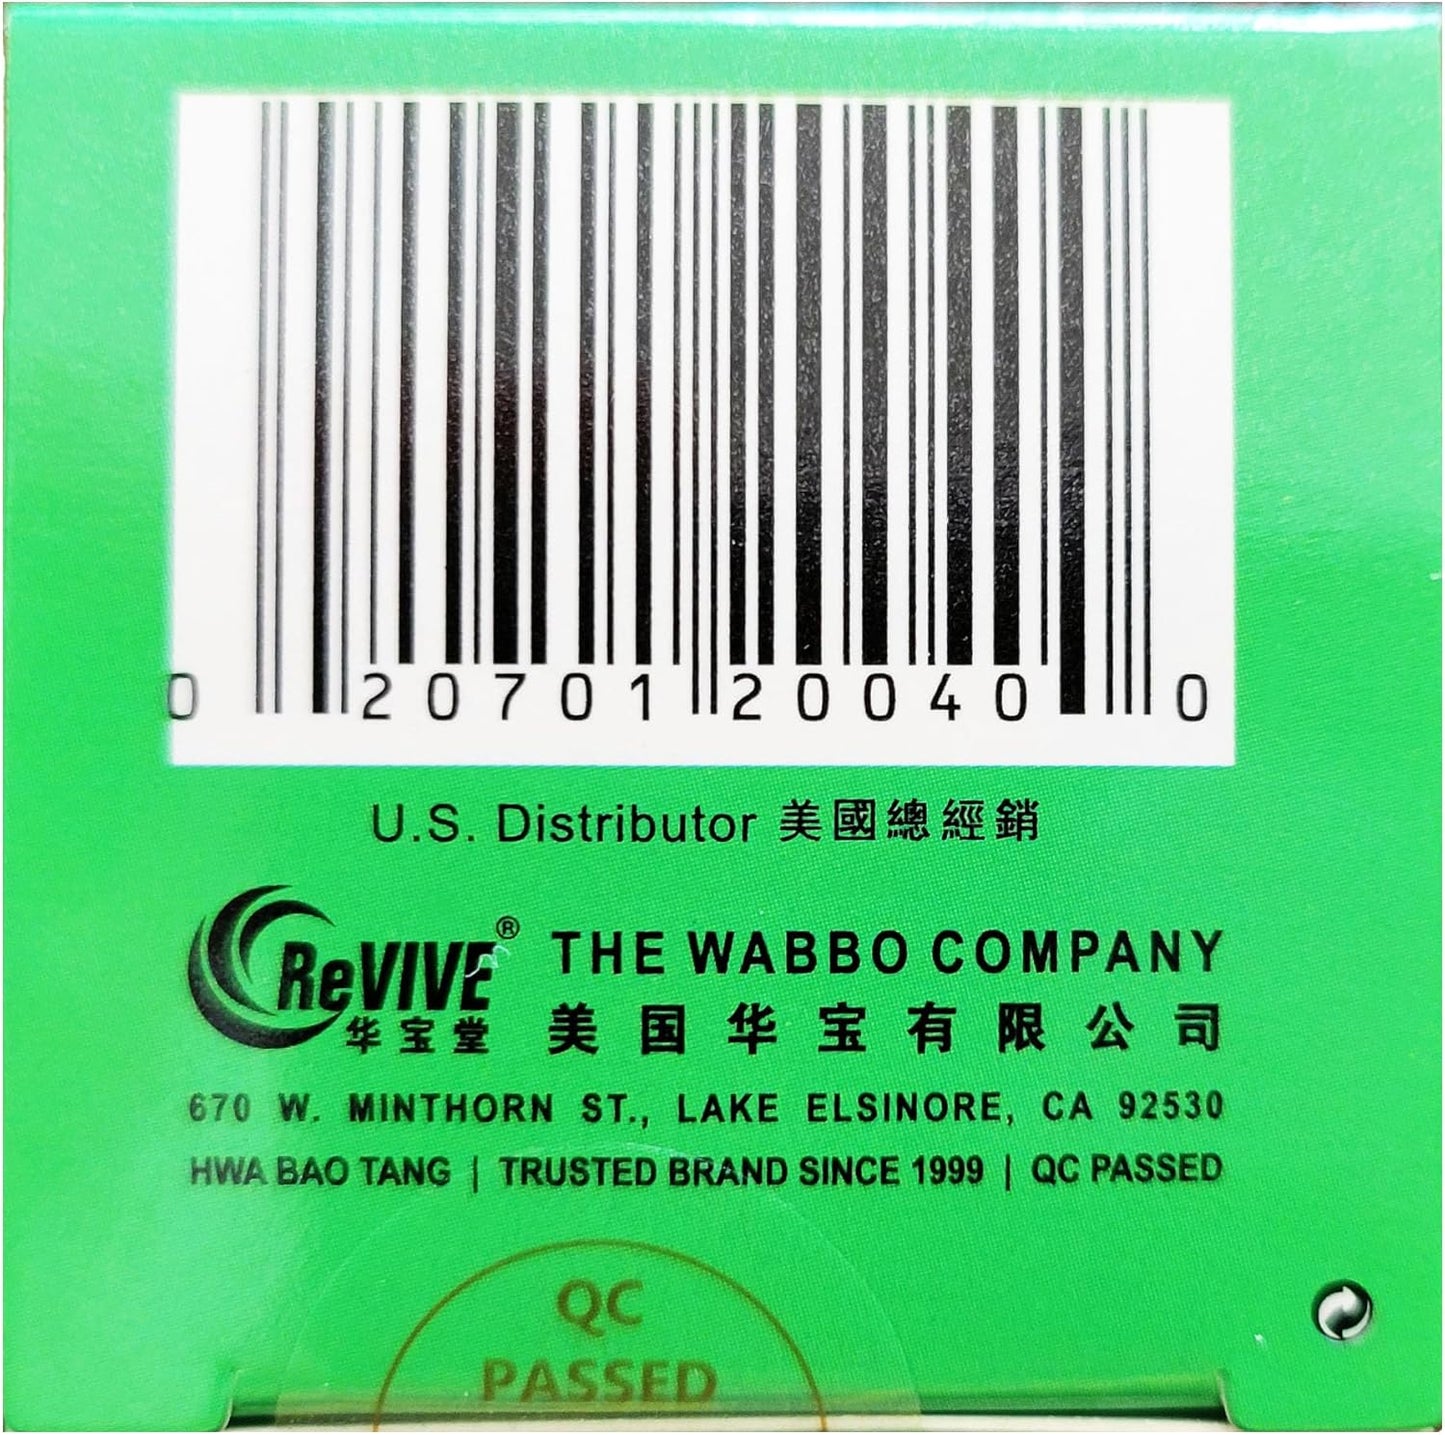 0 20701 20040 0
U.S. Distributor 美國總經銷
ReVIVE® THE WABBO COMPANY
华宝堂 美国华宝有限公司
670 W. MINTHORN ST., LAKE ELSINORE, CA 92530
HWA BAO TANG | TRUSTED BRAND SINCE 1999 | QC PASSED
QC
PASSED